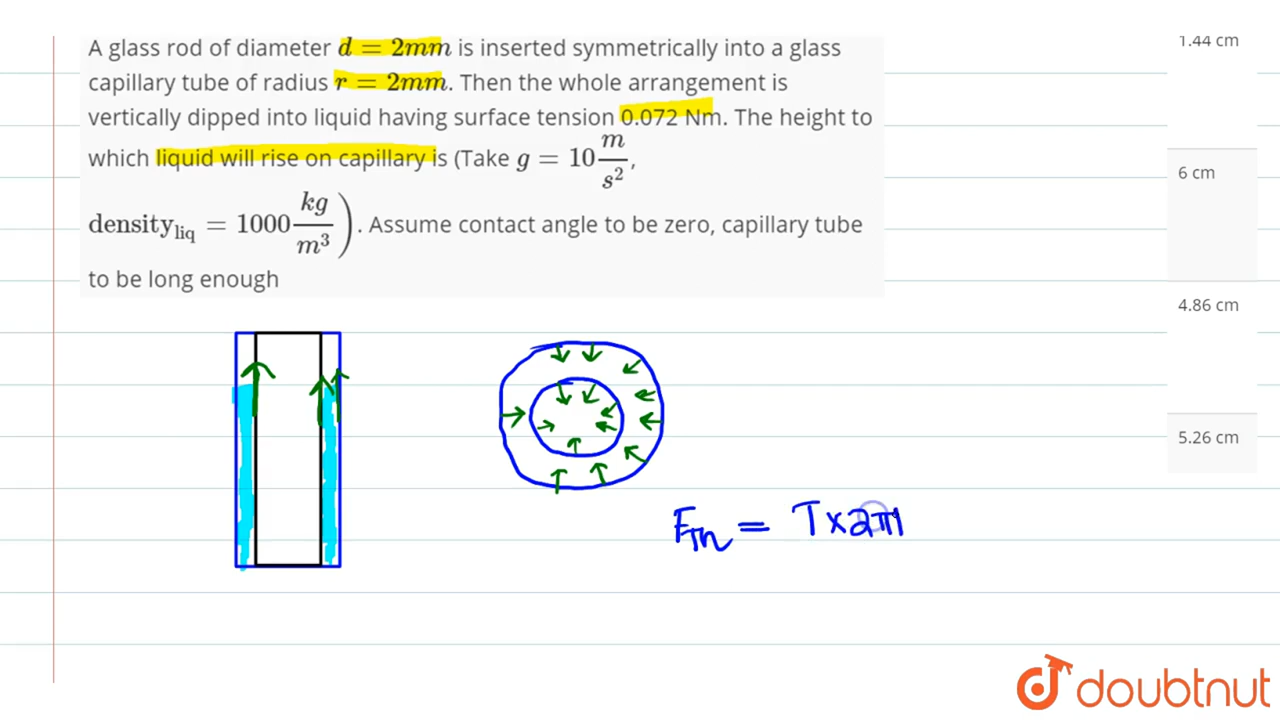 A glass rod of diameter d = 2mm is inserted symmetrically into a glass
capillary tube of radius r = 2mm. Then the whole arrangement is
vertically dipped into liquid having surface tension 0.072 Nm. The height to
which liquid will rise on capillary is (Take g = 10 m/s²,
density_liq = 1000 kg/m³). Assume contact angle to be zero, capillary tube
to be long enough
1.44 cm
6 cm
4.86 cm
5.26 cm
F_in = T×2π
doubtnut